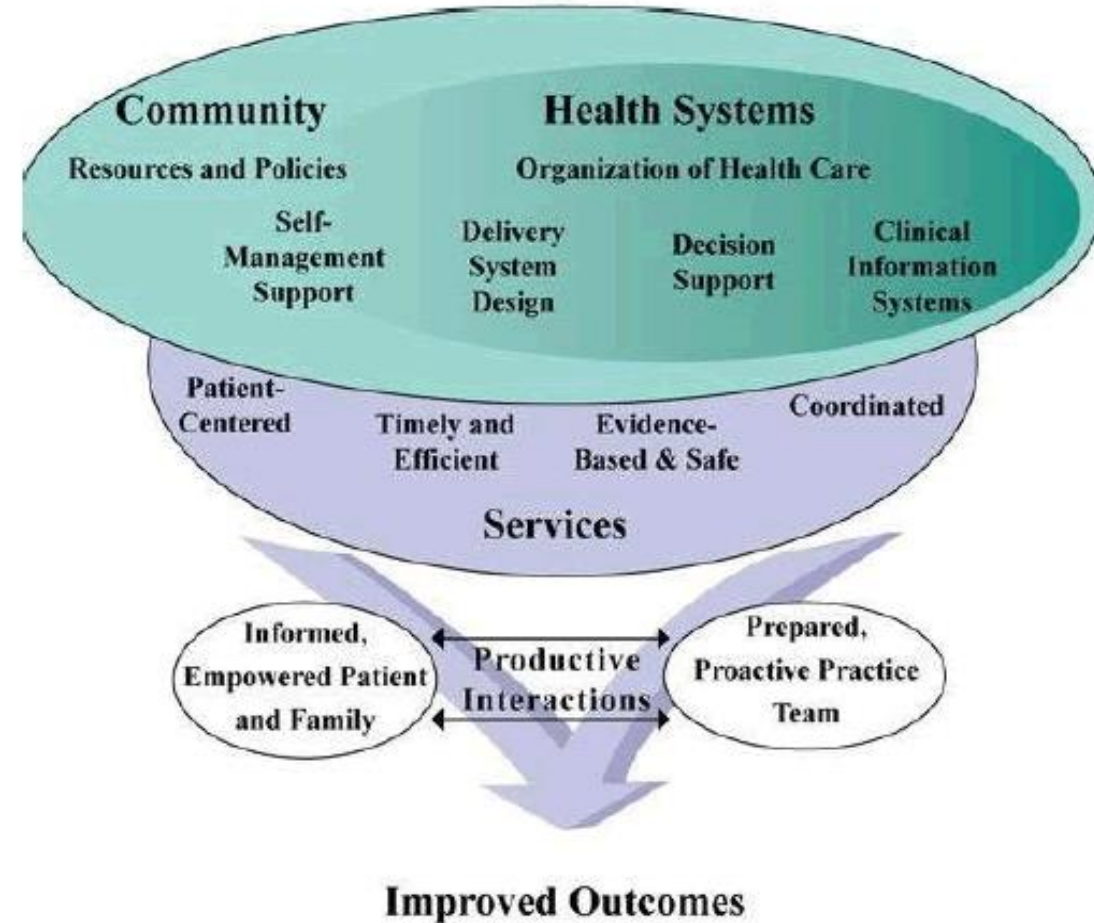 Community
Health Systems
Resources and Policies
Organization of Health Care
Self-
Management
Support
Delivery
System
Design
Decision
Support
Clinical
Information
Systems
Patient-
Centered
Timely and
Efficient
Evidence-
Based & Safe
Coordinated
Services
Informed,
Empowered Patient
and Family
Productive
Interactions
Prepared,
Proactive Practice
Team
Improved Outcomes